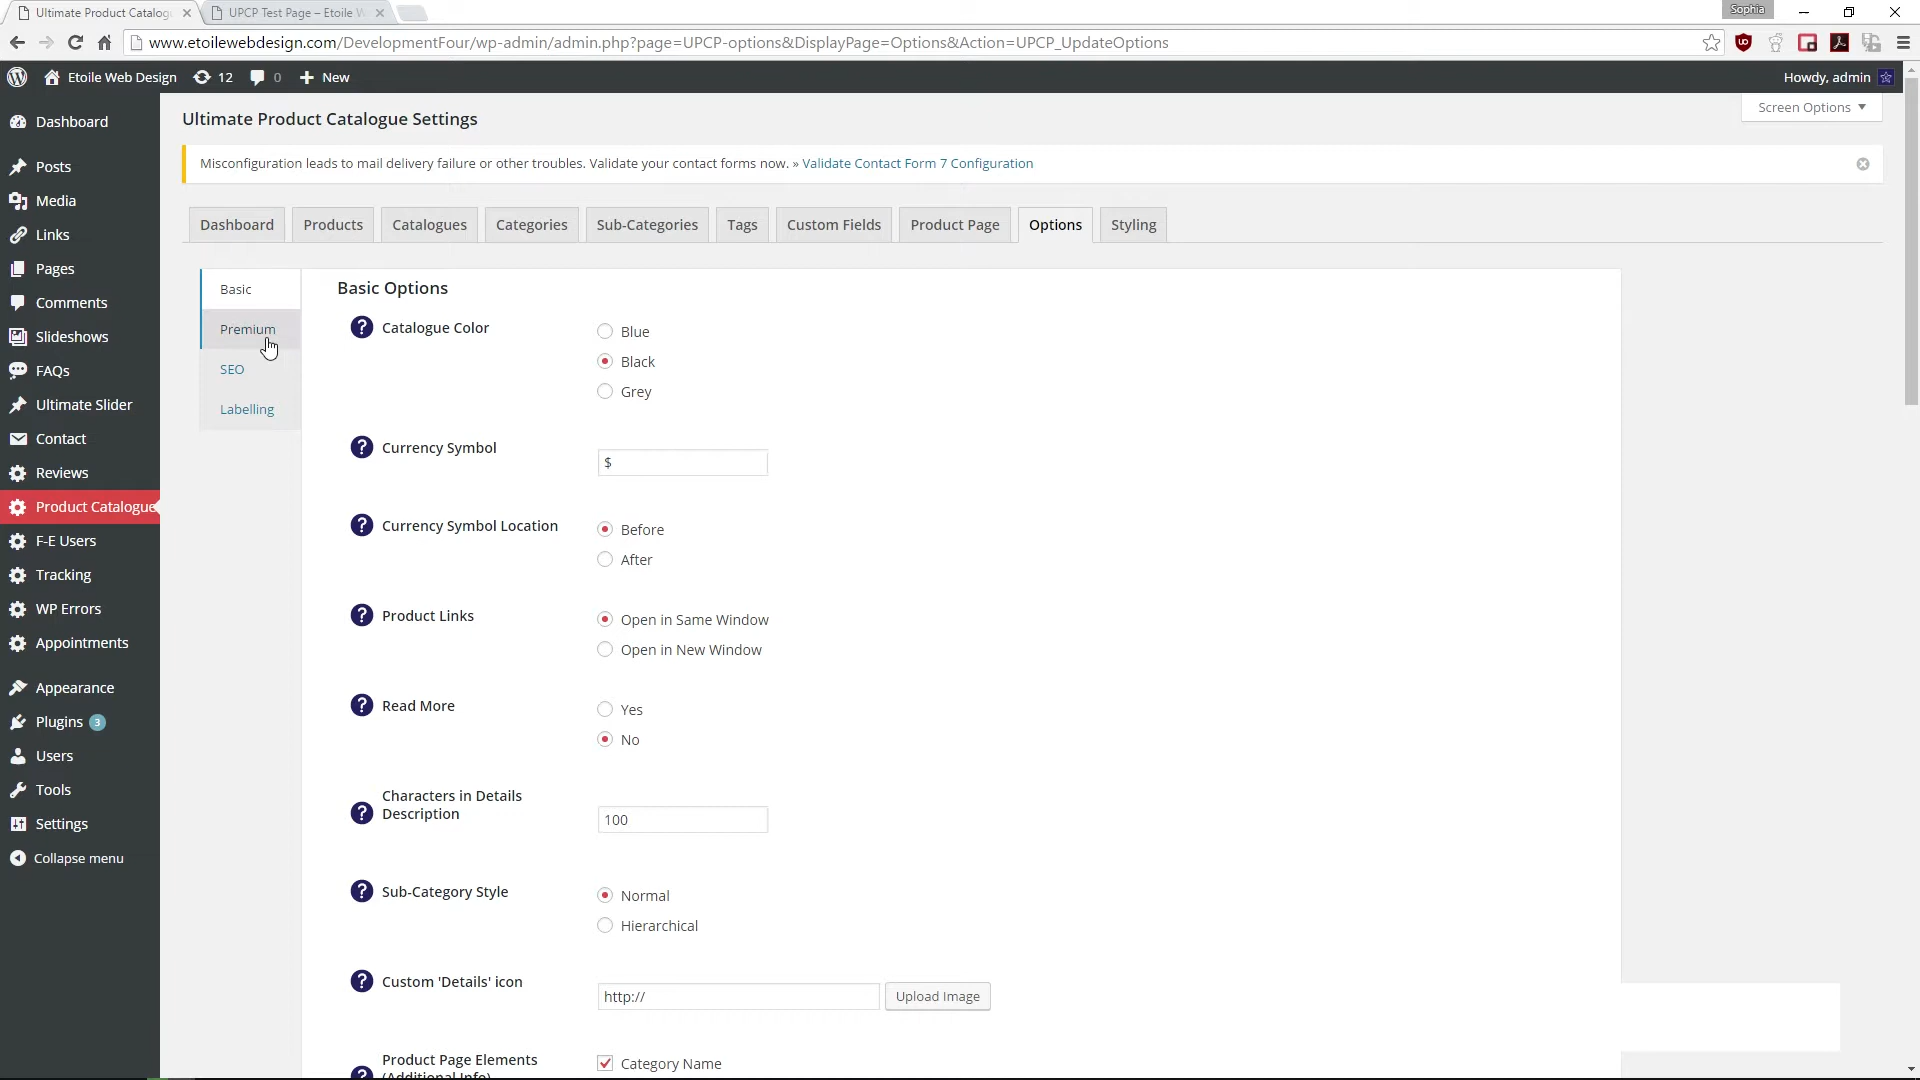 Ultimate Product Catalog
UPCP Test Page – Etoile W
Sophia
www.etoilewebdesign.com/DevelopmentFour/wp-admin/admin.php?page=UPCP-options&DisplayPage=Options&Action=UPCP_UpdateOptions
Etoile Web Design
12
0
New
Howdy, admin
Dashboard
Posts
Media
Links
Pages
Comments
Slideshows
FAQs
Ultimate Slider
Contact
Reviews
Product Catalogue
F-E Users
Tracking
WP Errors
Appointments
Appearance
Plugins 3
Users
Tools
Settings
Collapse menu
Ultimate Product Catalogue Settings
Screen Options
Misconfiguration leads to mail delivery failure or other troubles. Validate your contact forms now. » Validate Contact Form 7 Configuration
Dashboard
Products
Catalogues
Categories
Sub-Categories
Tags
Custom Fields
Product Page
Options
Styling
Basic
Premium
SEO
Labelling
Basic Options
? Catalogue Color
Blue
Black
Grey
? Currency Symbol
$
? Currency Symbol Location
Before
After
? Product Links
Open in Same Window
Open in New Window
? Read More
Yes
No
Characters in Details
? Description
100
? Sub-Category Style
Normal
Hierarchical
? Custom 'Details' icon
http://
Upload Image
Product Page Elements
? (Additional Info)
Category Name